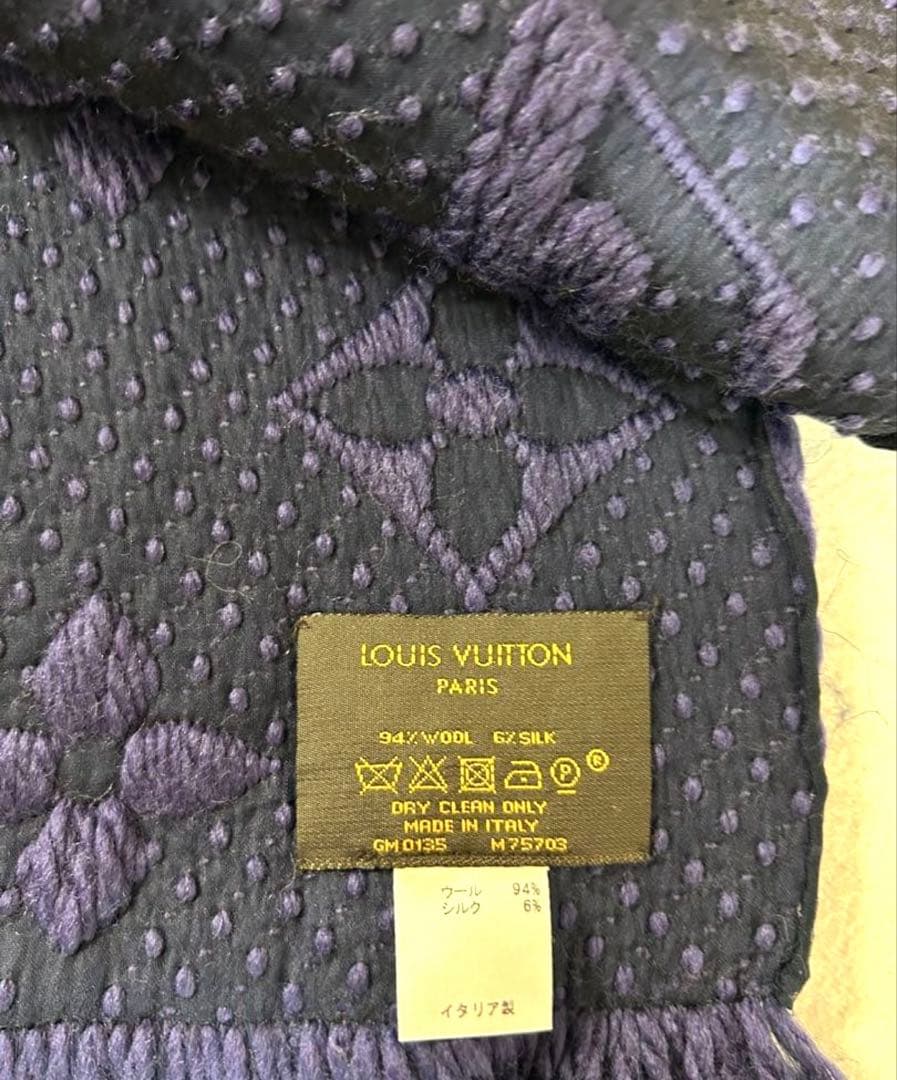 LOUIS VUITTON
PARIS
94% WOOL 6% SILK
P R
DRY CLEAN ONLY
MADE IN ITALY
GM0135 M75703
ウール 94%
シルク 6%
イタリア製